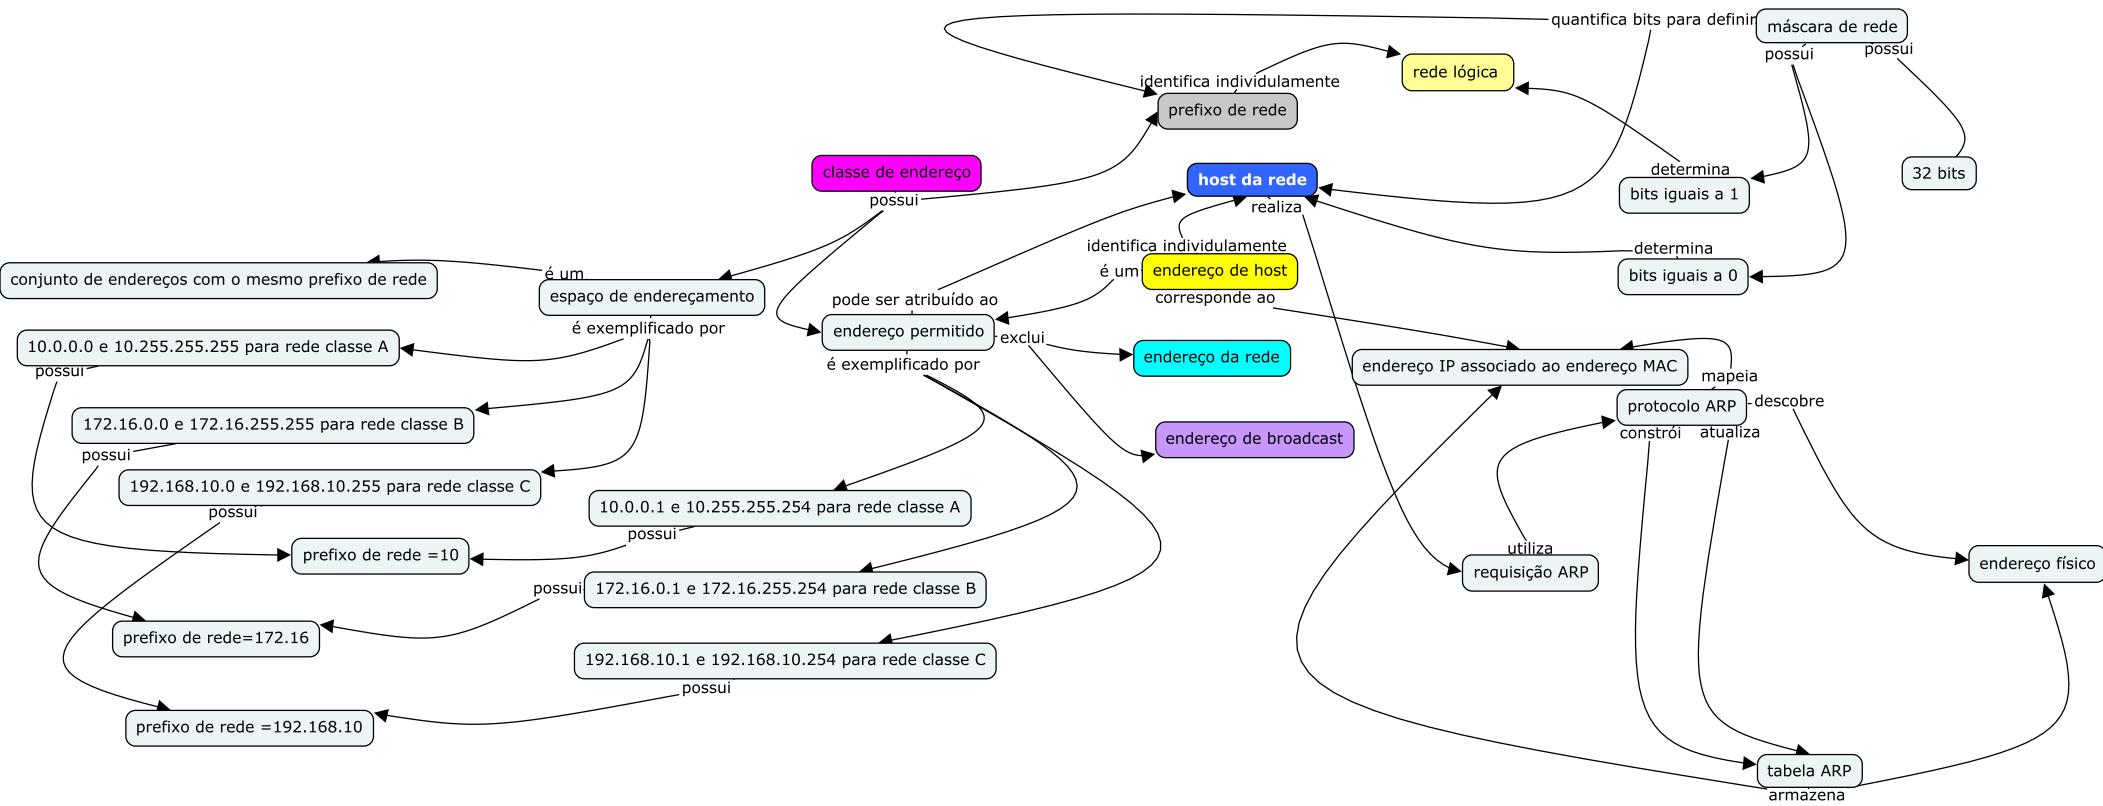 quantifica bits para definir
máscara de rede
possui
possui
rede lógica
identifica individulamente
prefixo de rede
classe de endereço
possui
host da rede
realiza
determina
bits iguais a 1
32 bits
identifica individulamente
determina
bits iguais a 0
é um
endereço de host
corresponde ao
conjunto de endereços com o mesmo prefixo de rede
é um
espaço de endereçamento
é exemplificado por
pode ser atribuído ao
endereço permitido
exclui
é exemplificado por
endereço da rede
10.0.0.0 e 10.255.255.255 para rede classe A
possui
endereço IP associado ao endereço MAC
mapeia
protocolo ARP
descobre
constrói
atualiza
172.16.0.0 e 172.16.255.255 para rede classe B
possui
endereço de broadcast
192.168.10.0 e 192.168.10.255 para rede classe C
possui
10.0.0.1 e 10.255.255.254 para rede classe A
possui
prefixo de rede =10
utiliza
requisição ARP
endereço físico
possui
172.16.0.1 e 172.16.255.254 para rede classe B
prefixo de rede=172.16
192.168.10.1 e 192.168.10.254 para rede classe C
possui
prefixo de rede =192.168.10
tabela ARP
armazena